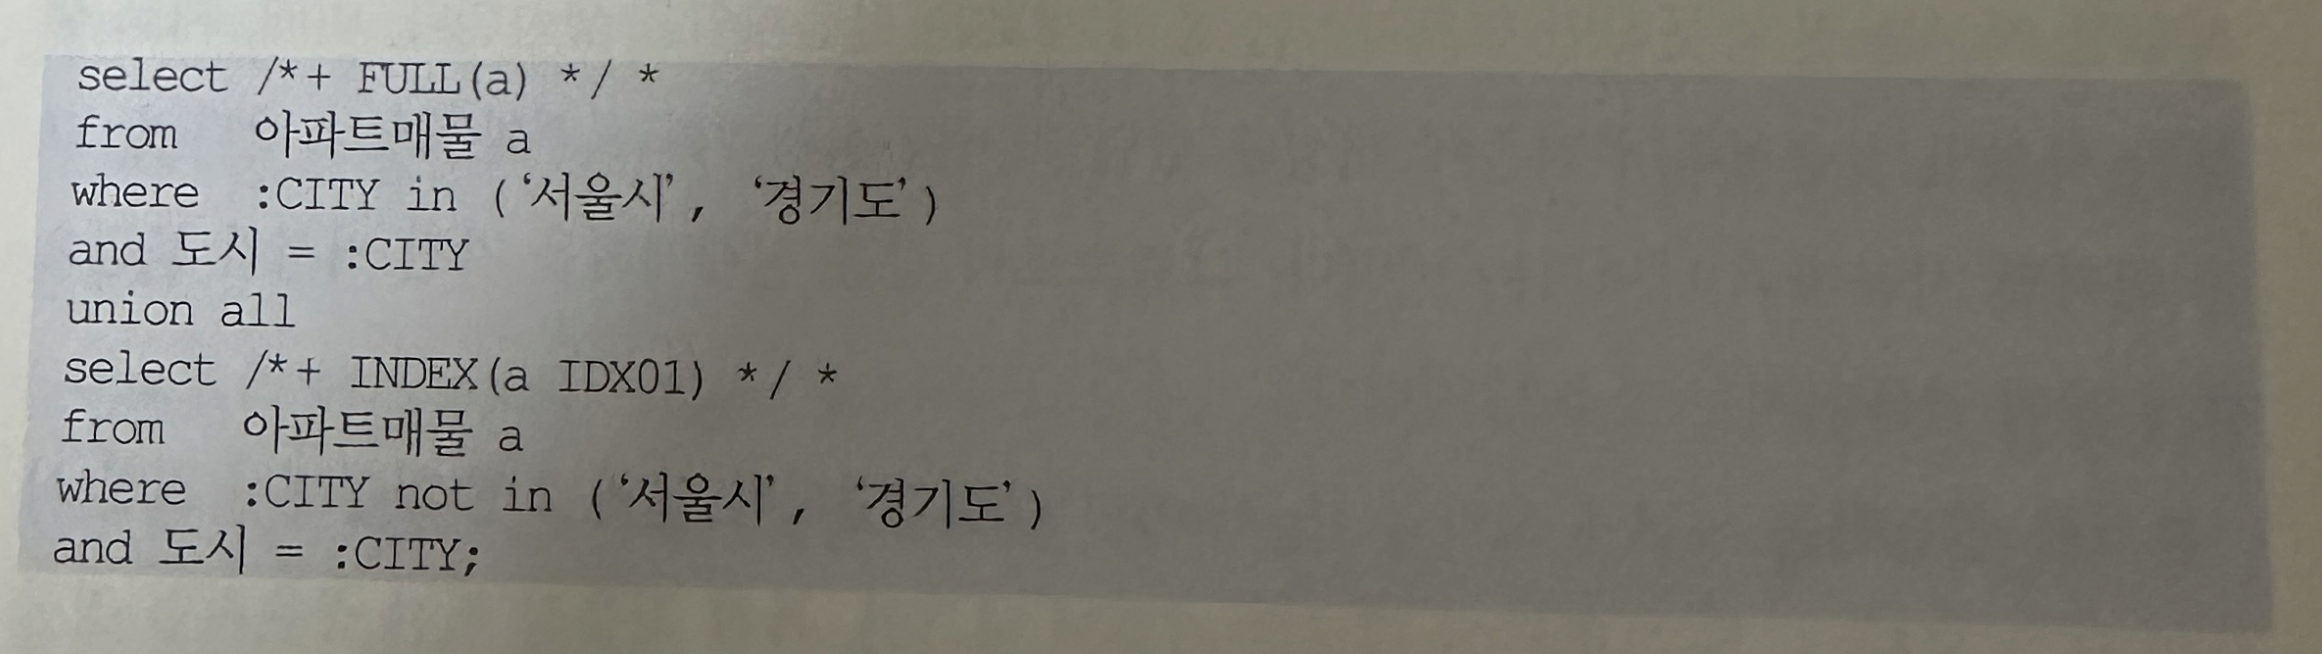 select /*+ FULL(a) */ *
from   아파트매물 a
where  :CITY in (‘서울시’, ‘경기도’)
and 도시 = :CITY
union all
select /*+ INDEX(a IDX01) */ *
from   아파트매물 a
where  :CITY not in (‘서울시’, ‘경기도’)
and 도시 = :CITY;